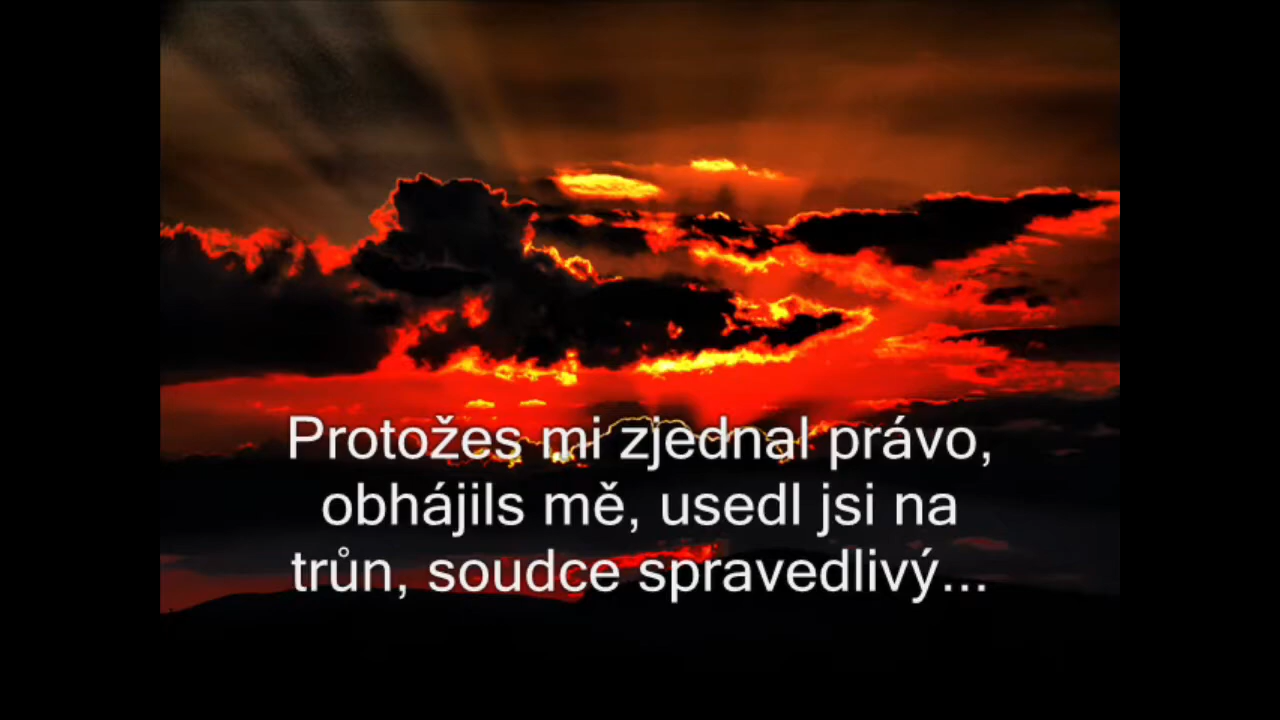 Protožes mi zjednal právo,
obhájils mě, usedl jsi na
trůn, soudce spravedlivý...